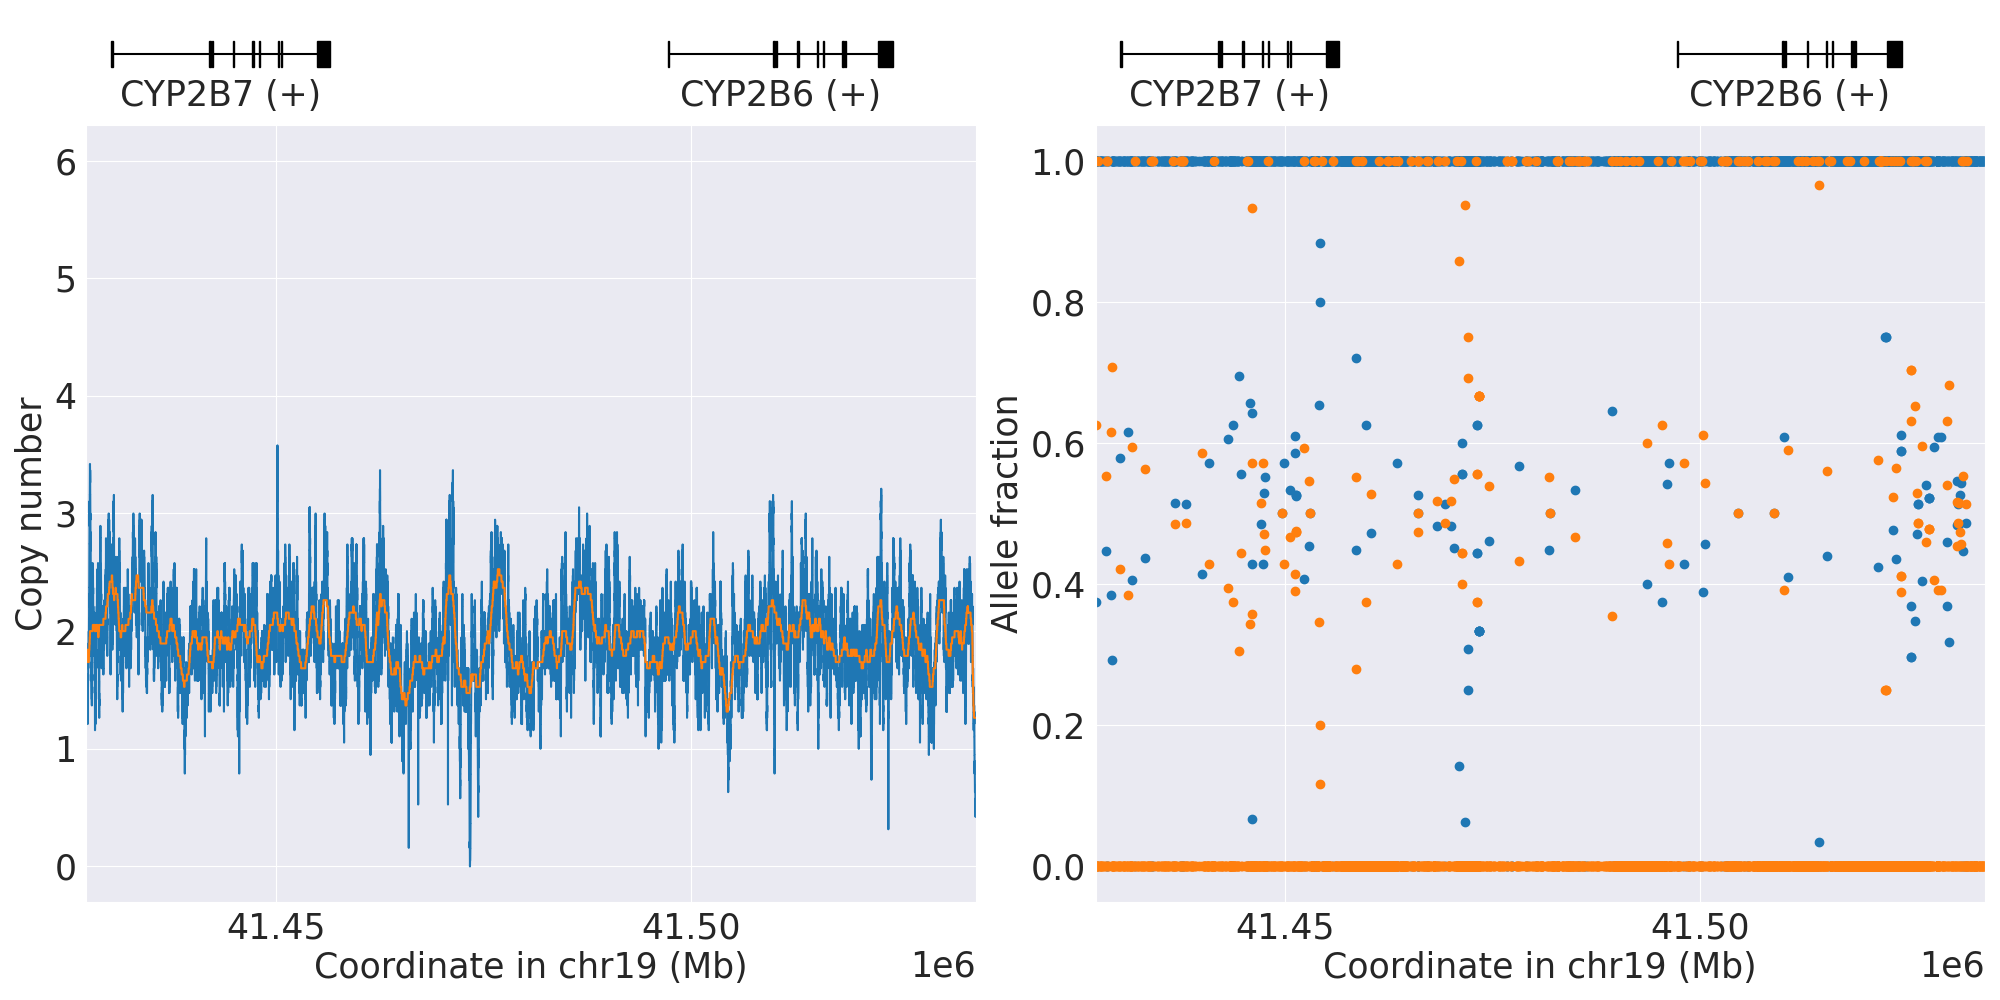 CYP2B7 (+)
CYP2B6 (+)
CYP2B7 (+)
CYP2B6 (+)
6
5
4
3
2
1
0
Copy number
41.45
41.50
Coordinate in chr19 (Mb)
1e6
1.0
0.8
0.6
0.4
0.2
0.0
Allele fraction
41.45
41.50
Coordinate in chr19 (Mb)
1e6